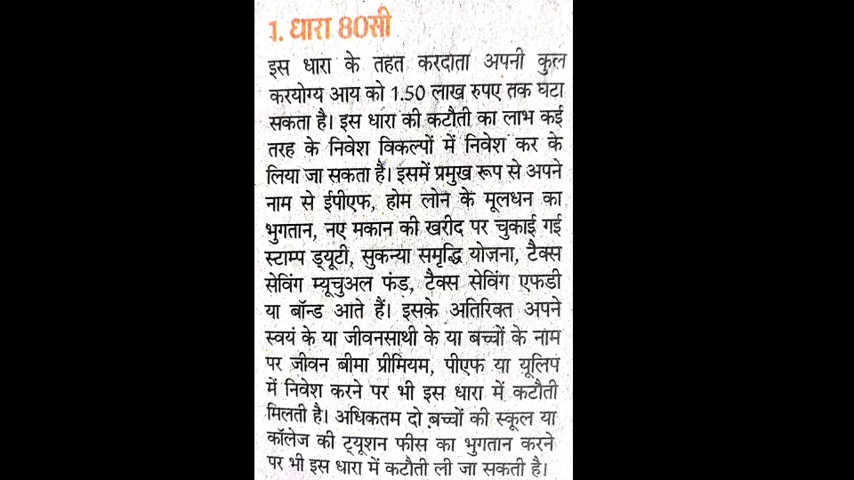 1. धारा 80सी
इस धारा के तहत करदाता अपनी कुल
करयोग्य आय को 1.50 लाख रुपए तक घटा
सकता है। इस धारा की कटौती का लाभ कई
तरह के निवेश विकल्पों में निवेश कर के
लिया जा सकता है। इसमें प्रमुख रूप से अपने
नाम से ईपीएफ, होम लोन के मूलधन का
भुगतान, नए मकान की खरीद पर चुकाई गई
स्टाम्प ड्यूटी, सुकन्या समृद्धि योजना, टैक्स
सेविंग म्यूचुअल फंड, टैक्स सेविंग एफडी
या बॉन्ड आते हैं। इसके अतिरिक्त अपने
स्वयं के या जीवनसाथी के या बच्चों के नाम
पर जीवन बीमा प्रीमियम, पीएफ या यूलिप
में निवेश करने पर भी इस धारा में कटौती
मिलती है। अधिकतम दो बच्चों की स्कूल या
कॉलेज की ट्यूशन फीस का भुगतान करने
पर भी इस धारा में कटौती ली जा सकती है।